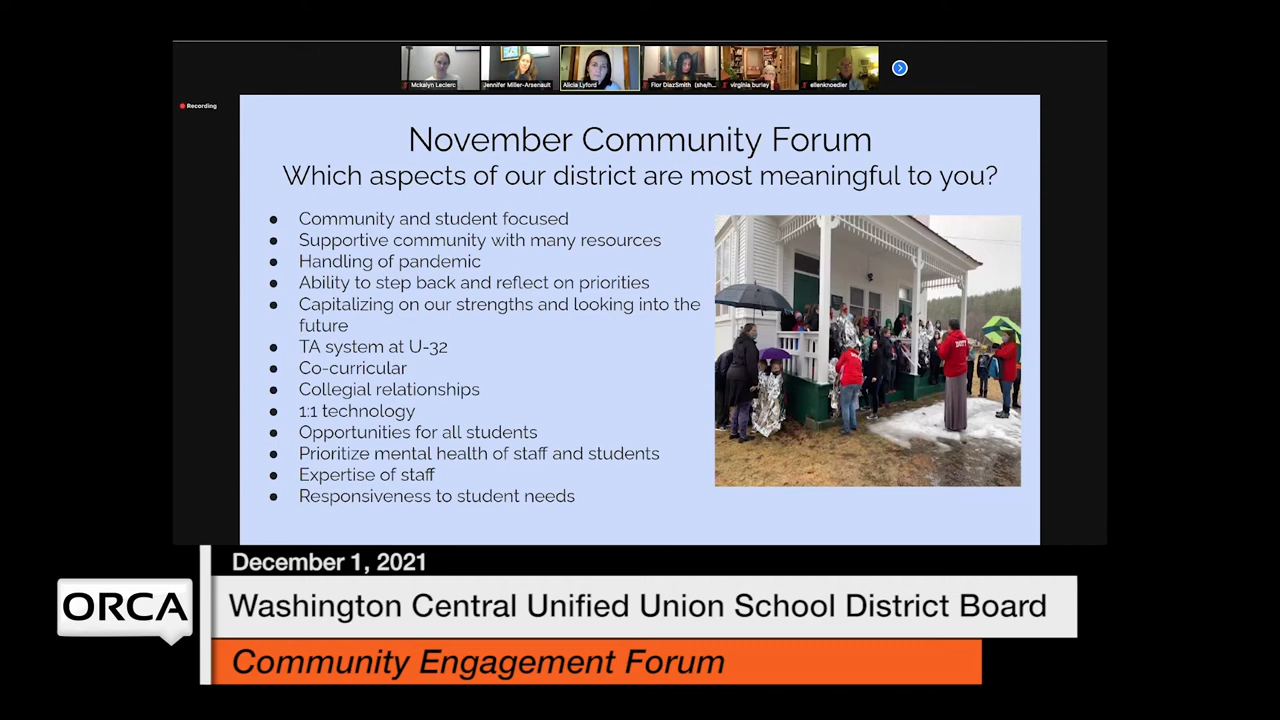 Mckalyn Leclerc
Jennifer Miller-Arsenault
Alicia Lyford
Flor DiazSmith (she/h...
virginia burley
ellenknoedler
Recording
November Community Forum
Which aspects of our district are most meaningful to you?
● Community and student focused
● Supportive community with many resources
● Handling of pandemic
● Ability to step back and reflect on priorities
● Capitalizing on our strengths and looking into the
future
● TA system at U-32
● Co-curricular
● Collegial relationships
● 1:1 technology
● Opportunities for all students
● Prioritize mental health of staff and students
● Expertise of staff
● Responsiveness to student needs
DOTY
December 1, 2021
ORCA
Washington Central Unified Union School District Board
Community Engagement Forum